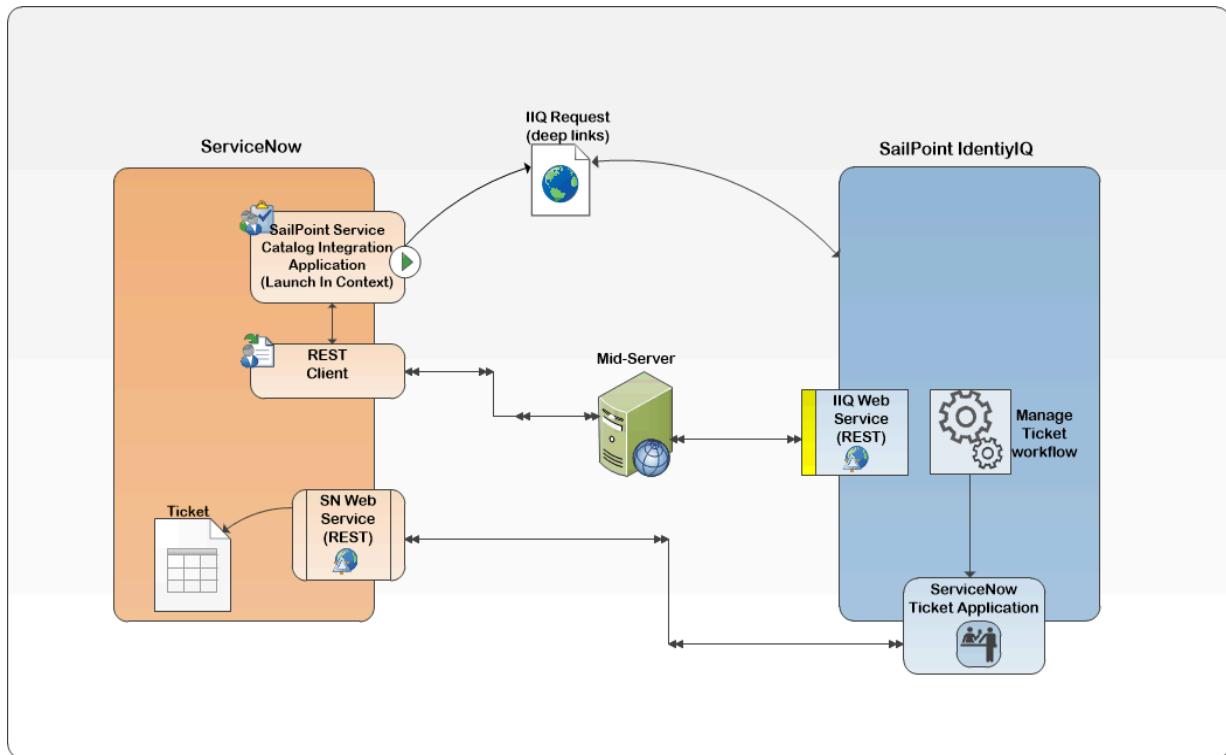 IIQ Request
(deep links)
ServiceNow
SailPoint IdentiyIQ
SailPoint Service
Catalog Integration
Application
(Launch In Context)
REST
Client
Mid-Server
IIQ Web
Service
(REST)
Manage
Ticket
workflow
SN Web
Service
(REST)
Ticket
ServiceNow
Ticket Application